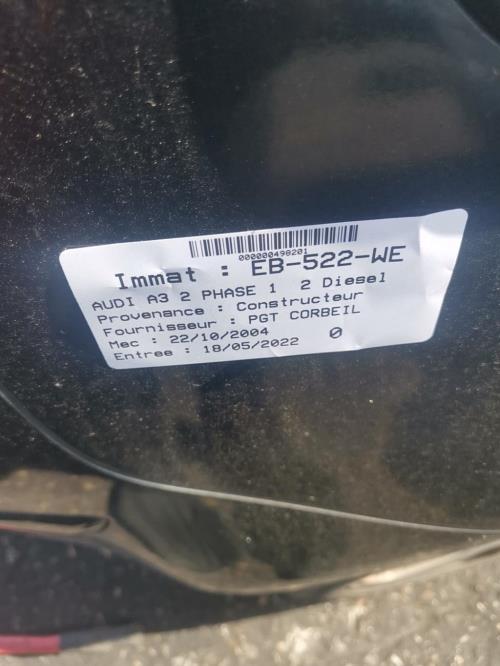 000000498201
Immat : EB-522-WE
AUDI A3 2 PHASE 1 2 Diesel
Provenance : Constructeur
Fournisseur : PGT CORBEIL
Mec : 22/10/2004 0
Entree : 18/05/2022